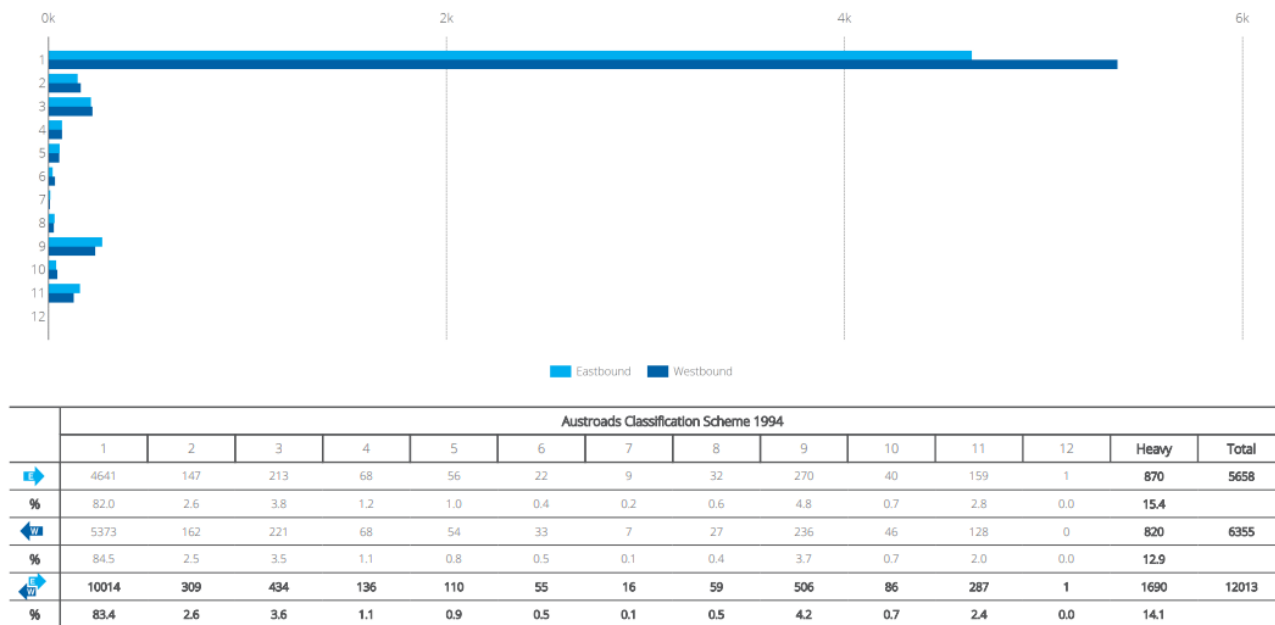 0k 2k 4k 6k
1
2
3
4
5
6
7
8
9
10
11
12
Eastbound Westbound
Austroads Classification Scheme 1994
1 2 3 4 5 6 7 8 9 10 11 12 Heavy Total
E 4641 147 213 68 56 22 9 32 270 40 159 1 870 5658
% 82.0 2.6 3.8 1.2 1.0 0.4 0.2 0.6 4.8 0.7 2.8 0.0 15.4
W 5373 162 221 68 54 33 7 27 236 46 128 0 820 6355
% 84.5 2.5 3.5 1.1 0.8 0.5 0.1 0.4 3.7 0.7 2.0 0.0 12.9
E W 10014 309 434 136 110 55 16 59 506 86 287 1 1690 12013
% 83.4 2.6 3.6 1.1 0.9 0.5 0.1 0.5 4.2 0.7 2.4 0.0 14.1